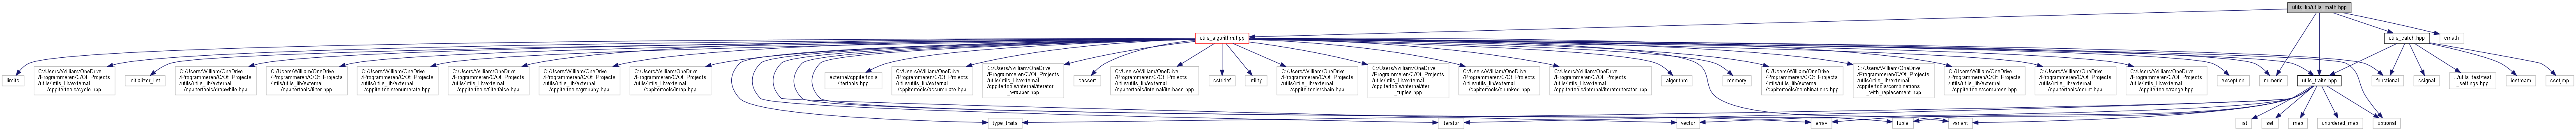 utils_lib/utils_math.hpp
utils_algorithm.hpp
utils_catch.hpp
cmath
limits
C:/Users/William/OneDrive
/Programmeren/C/Qt_Projects
/utils/utils_lib/external
/cppitertools/cycle.hpp
initializer_list
C:/Users/William/OneDrive
/Programmeren/C/Qt_Projects
/utils/utils_lib/external
/cppitertools/dropwhile.hpp
C:/Users/William/OneDrive
/Programmeren/C/Qt_Projects
/utils/utils_lib/external
/cppitertools/filter.hpp
C:/Users/William/OneDrive
/Programmeren/C/Qt_Projects
/utils/utils_lib/external
/cppitertools/enumerate.hpp
C:/Users/William/OneDrive
/Programmeren/C/Qt_Projects
/utils/utils_lib/external
/cppitertools/filterfalse.hpp
C:/Users/William/OneDrive
/Programmeren/C/Qt_Projects
/utils/utils_lib/external
/cppitertools/groupby.hpp
C:/Users/William/OneDrive
/Programmeren/C/Qt_Projects
/utils/utils_lib/external
/cppitertools/imap.hpp
external/cppitertools
/itertools.hpp
C:/Users/William/OneDrive
/Programmeren/C/Qt_Projects
/utils/utils_lib/external
/cppitertools/accumulate.hpp
C:/Users/William/OneDrive
/Programmeren/C/Qt_Projects
/utils/utils_lib/external
/cppitertools/internal/iterator
_wrapper.hpp
cassert
C:/Users/William/OneDrive
/Programmeren/C/Qt_Projects
/utils/utils_lib/external
/cppitertools/internal/iterbase.hpp
cstddef
utility
C:/Users/William/OneDrive
/Programmeren/C/Qt_Projects
/utils/utils_lib/external
/cppitertools/chain.hpp
C:/Users/William/OneDrive
/Programmeren/C/Qt_Projects
/utils/utils_lib/external
/cppitertools/internal/iter
_tuples.hpp
C:/Users/William/OneDrive
/Programmeren/C/Qt_Projects
/utils/utils_lib/external
/cppitertools/chunked.hpp
C:/Users/William/OneDrive
/Programmeren/C/Qt_Projects
/utils/utils_lib/external
/cppitertools/internal/iteratoriterator.hpp
algorithm
memory
C:/Users/William/OneDrive
/Programmeren/C/Qt_Projects
/utils/utils_lib/external
/cppitertools/combinations.hpp
C:/Users/William/OneDrive
/Programmeren/C/Qt_Projects
/utils/utils_lib/external
/cppitertools/combinations
_with_replacement.hpp
C:/Users/William/OneDrive
/Programmeren/C/Qt_Projects
/utils/utils_lib/external
/cppitertools/compress.hpp
C:/Users/William/OneDrive
/Programmeren/C/Qt_Projects
/utils/utils_lib/external
/cppitertools/count.hpp
C:/Users/William/OneDrive
/Programmeren/C/Qt_Projects
/utils/utils_lib/external
/cppitertools/range.hpp
exception
numeric
utils_traits.hpp
functional
csignal
../utils_test/test
_settings.hpp
iostream
csetjmp
type_traits
iterator
vector
array
tuple
variant
list
set
map
unordered_map
optional